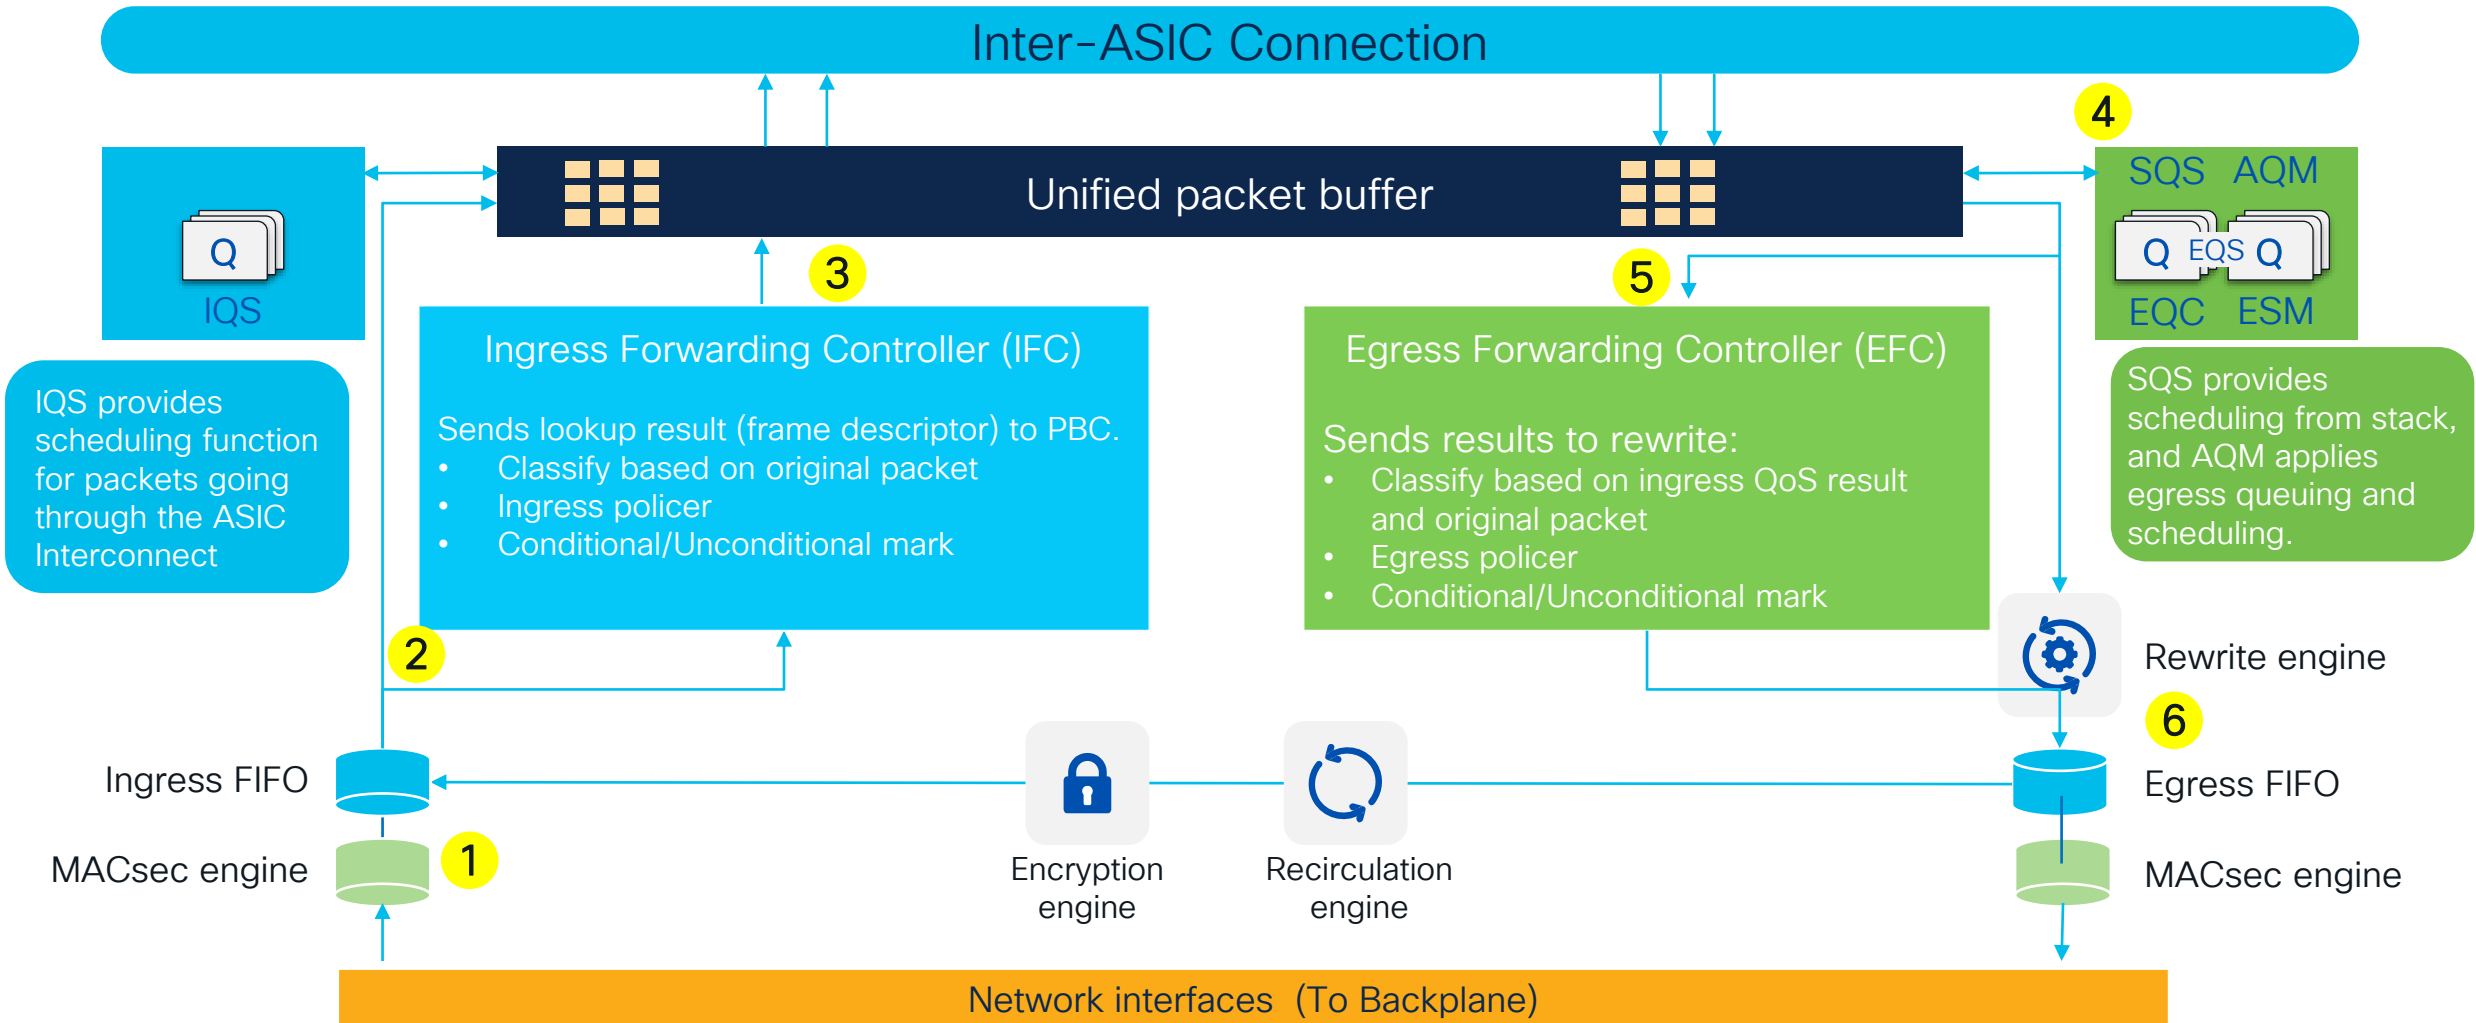 Inter-ASIC Connection
4
Unified packet buffer
Q
IQS
SQS AQM
Q EQS Q
EQC ESM
3
5
Ingress Forwarding Controller (IFC)
Sends lookup result (frame descriptor) to PBC.
• Classify based on original packet
• Ingress policer
• Conditional/Unconditional mark
Egress Forwarding Controller (EFC)
Sends results to rewrite:
• Classify based on ingress QoS result
and original packet
• Egress policer
• Conditional/Unconditional mark
IQS provides
scheduling function
for packets going
through the ASIC
Interconnect
SQS provides
scheduling from stack,
and AQM applies
egress queuing and
scheduling.
2
Rewrite engine
6
Ingress FIFO
Egress FIFO
MACsec engine
1
Encryption
engine
Recirculation
engine
MACsec engine
Network interfaces (To Backplane)